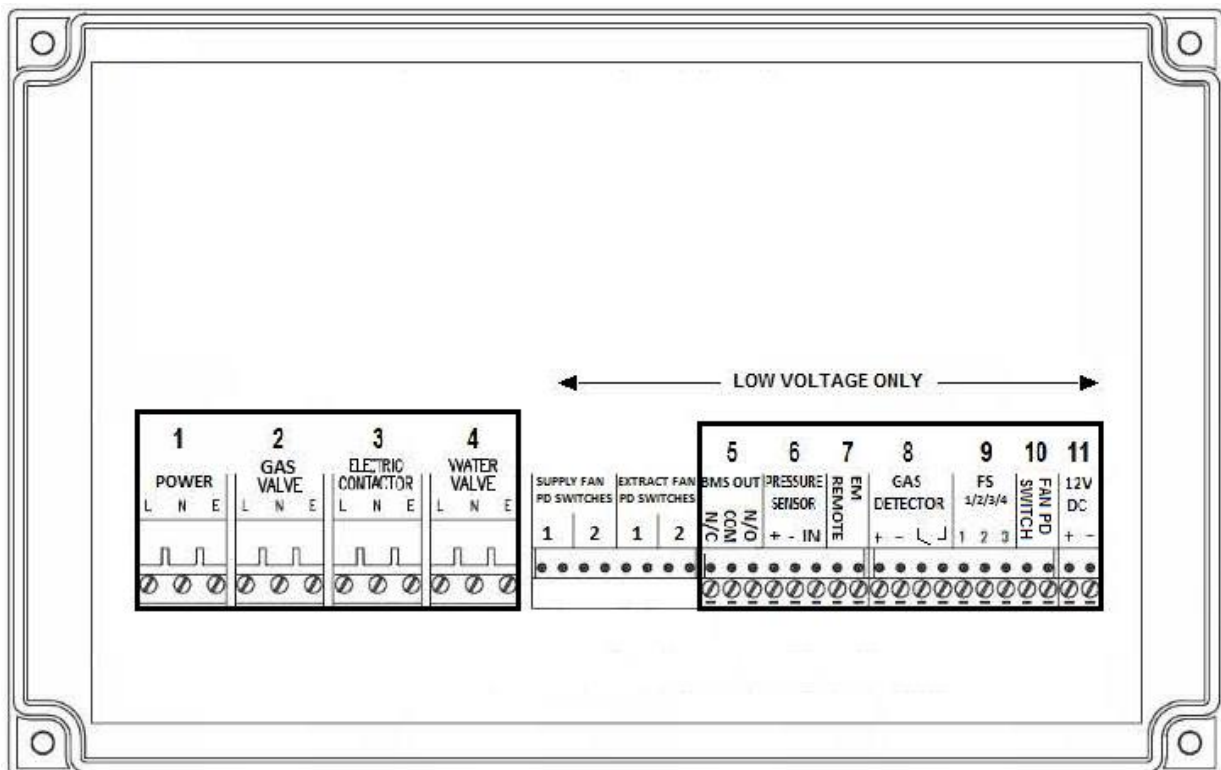 LOW VOLTAGE ONLY
1 2 3 4 5 6 7 8 9 10 11
POWER
L N E
GAS
VALVE
L N E
ELECTRIC
CONTACTOR
L N E
WATER
VALVE
L N E
SUPPLY FAN
PD SWITCHES
1 2
EXTRACT FAN
PD SWITCHES
1 2
BMS OUT
N/C
COM
N/O
PRESSURE
SENSOR
+ - IN
EM
REMOTE
GAS
DETECTOR
+ -
FS
1/2/3/4
1 2 3
FAN PD
SWITCH
12V
DC
+ -